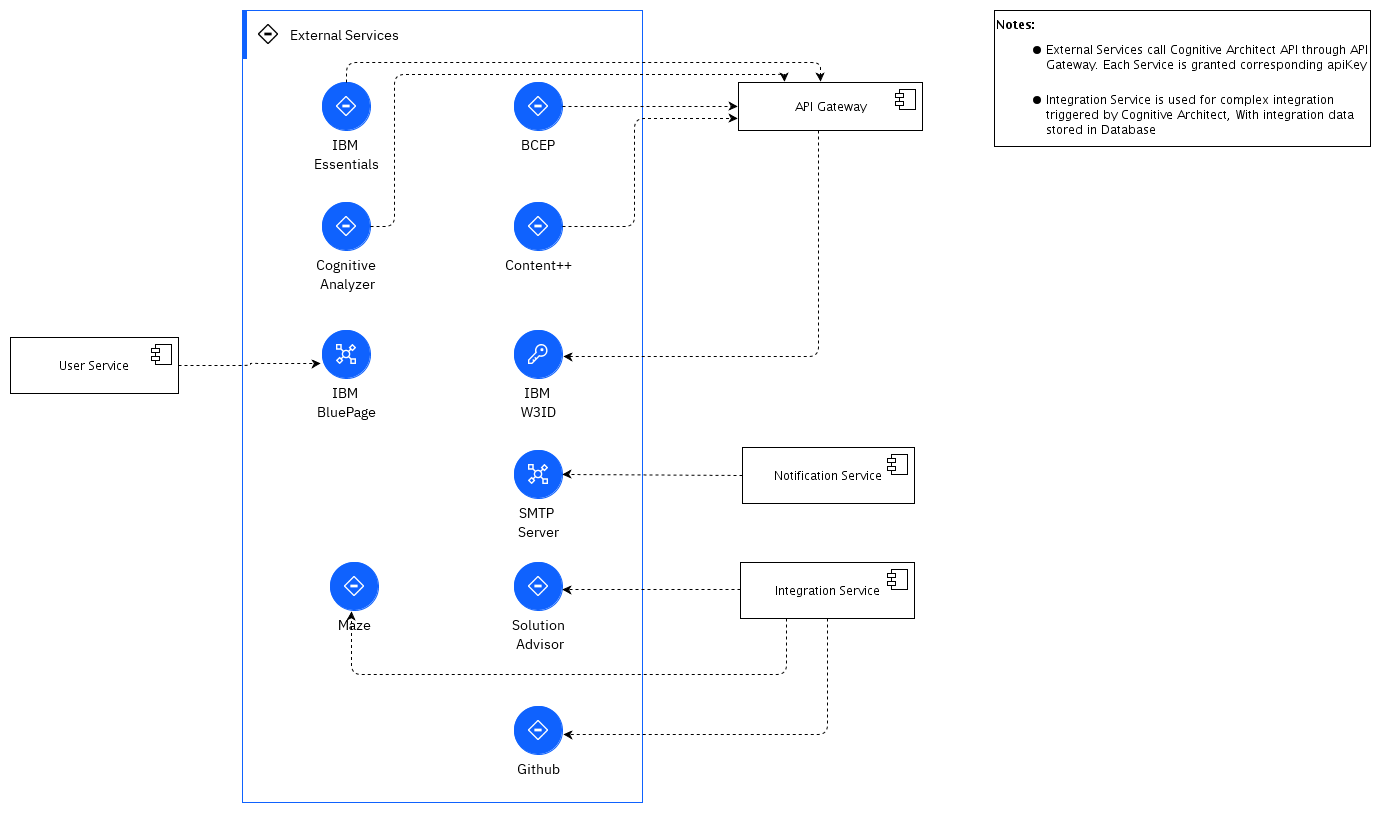 External Services
Notes:
External Services call Cognitive Architect API through API
Gateway. Each Service is granted corresponding apiKey
Integration Service is used for complex integration
triggered by Cognitive Architect, With integration data
stored in Database
API Gateway
IBM
Essentials
BCEP
Cognitive
Analyzer
Content++
User Service
IBM
BluePage
IBM
W3ID
Notification Service
SMTP
Server
Integration Service
Maze
Solution
Advisor
Github